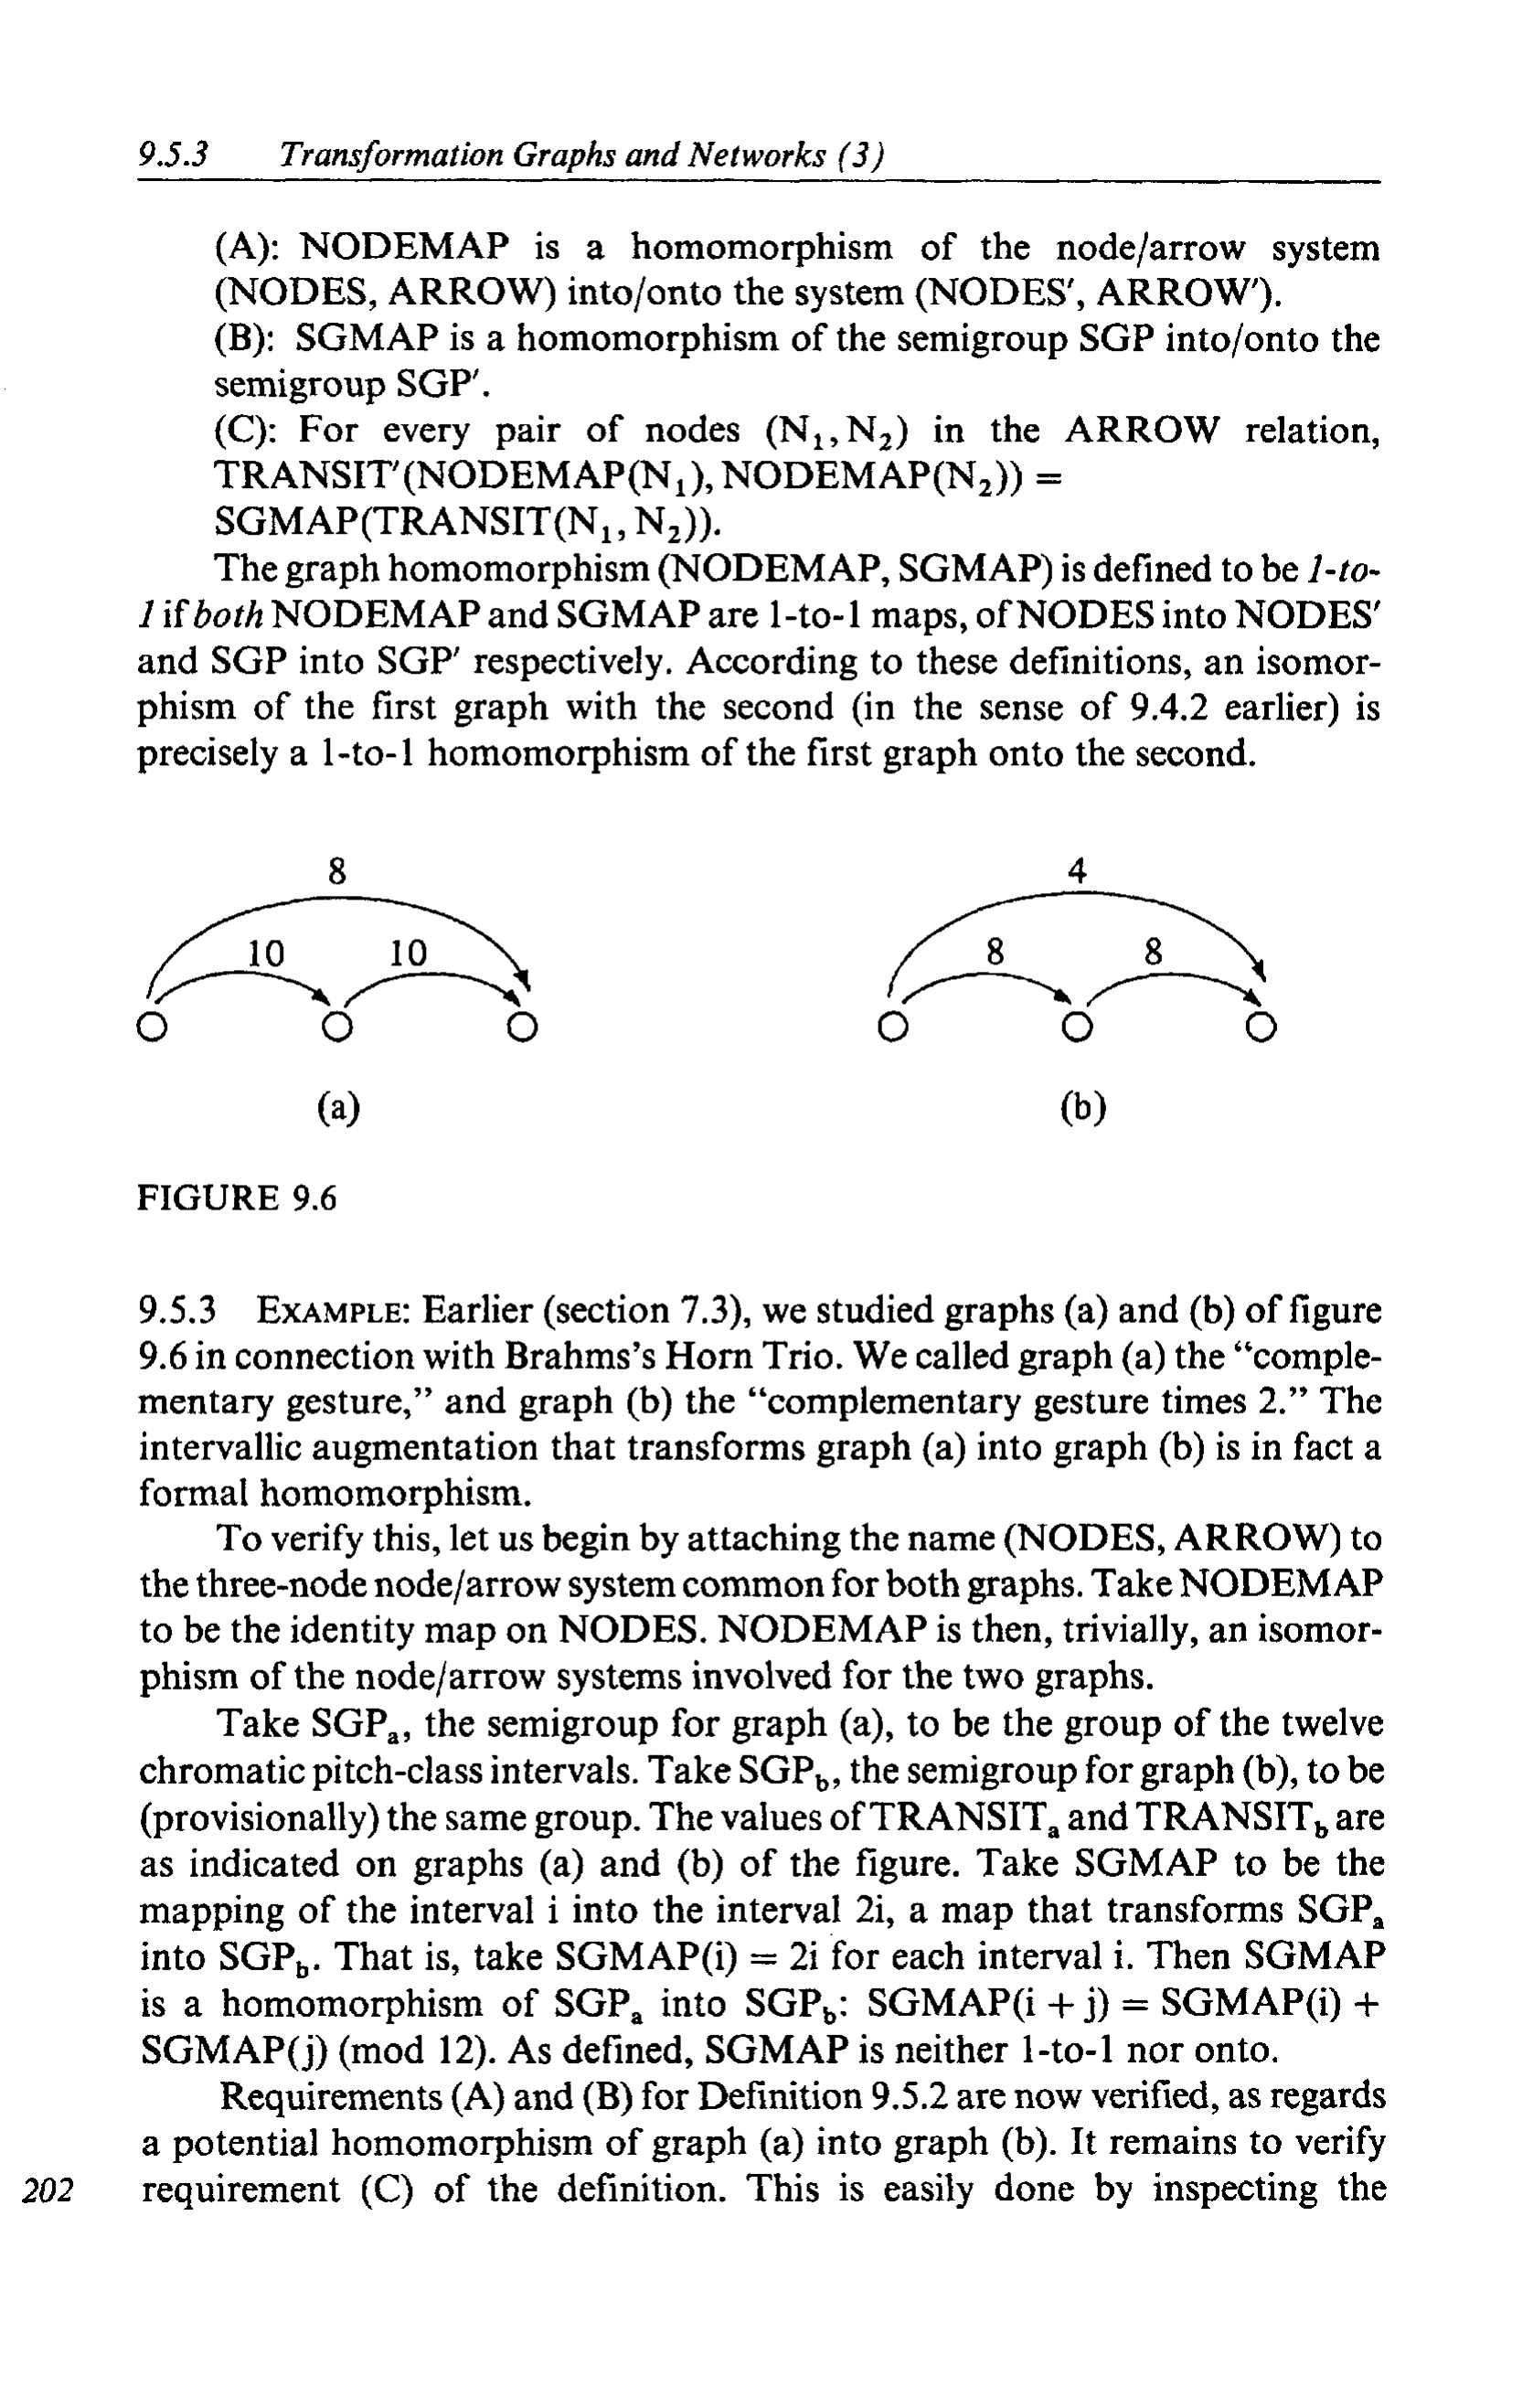 9.5.3 Transformation Graphs and Networks (3)
(A): NODEMAP is a homomorphism of the node/arrow system
(NODES, ARROW) into/onto the system (NODES′, ARROW′).
(B): SGMAP is a homomorphism of the semigroup SGP into/onto the
semigroup SGP′.
(C): For every pair of nodes (N₁, N₂) in the ARROW relation,
TRANSIT′(NODEMAP(N₁), NODEMAP(N₂)) =
SGMAP(TRANSIT(N₁, N₂)).
The graph homomorphism (NODEMAP, SGMAP) is defined to be 1-to-
1 if both NODEMAP and SGMAP are 1-to-1 maps, of NODES into NODES′
and SGP into SGP′ respectively. According to these definitions, an isomor-
phism of the first graph with the second (in the sense of 9.4.2 earlier) is
precisely a 1-to-1 homomorphism of the first graph onto the second.
8
10 10
(a)
4
8 8
(b)
FIGURE 9.6
9.5.3 EXAMPLE: Earlier (section 7.3), we studied graphs (a) and (b) of figure
9.6 in connection with Brahms's Horn Trio. We called graph (a) the “comple-
mentary gesture,” and graph (b) the “complementary gesture times 2.” The
intervallic augmentation that transforms graph (a) into graph (b) is in fact a
formal homomorphism.
To verify this, let us begin by attaching the name (NODES, ARROW) to
the three-node node/arrow system common for both graphs. Take NODEMAP
to be the identity map on NODES. NODEMAP is then, trivially, an isomor-
phism of the node/arrow systems involved for the two graphs.
Take SGPₐ, the semigroup for graph (a), to be the group of the twelve
chromatic pitch-class intervals. Take SGP_b, the semigroup for graph (b), to be
(provisionally) the same group. The values of TRANSITₐ and TRANSIT_b are
as indicated on graphs (a) and (b) of the figure. Take SGMAP to be the
mapping of the interval i into the interval 2i, a map that transforms SGPₐ
into SGP_b. That is, take SGMAP(i) = 2i for each interval i. Then SGMAP
is a homomorphism of SGPₐ into SGP_b: SGMAP(i + j) = SGMAP(i) +
SGMAP(j) (mod 12). As defined, SGMAP is neither 1-to-1 nor onto.
Requirements (A) and (B) for Definition 9.5.2 are now verified, as regards
a potential homomorphism of graph (a) into graph (b). It remains to verify
202 requirement (C) of the definition. This is easily done by inspecting the